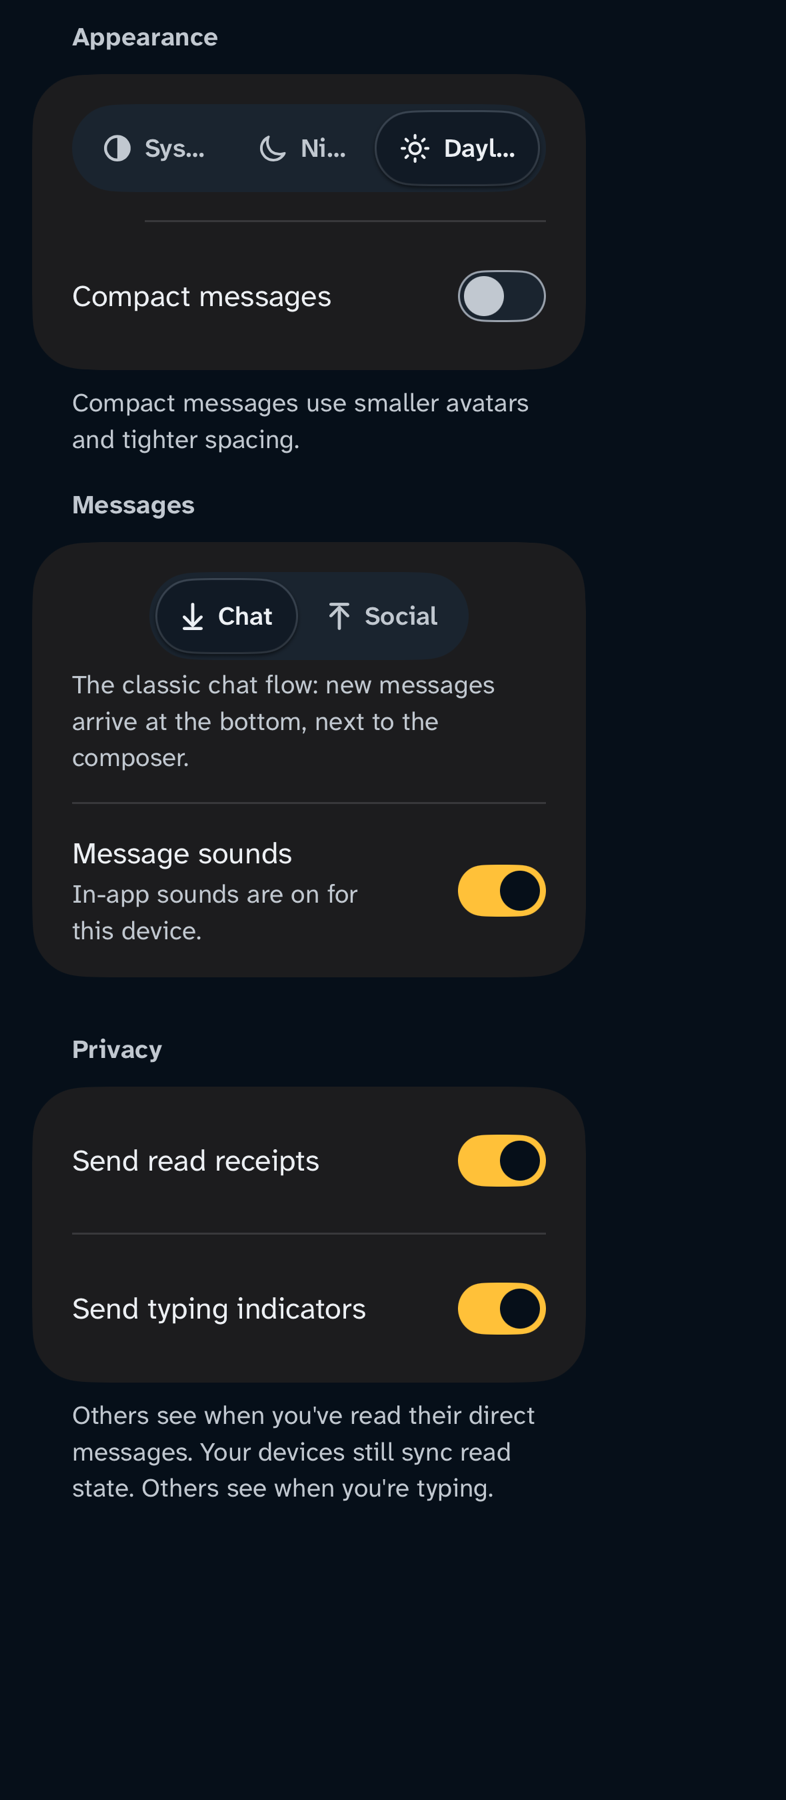 Appearance
Sys...
Ni...
Dayl...
Compact messages
Compact messages use smaller avatars
and tighter spacing.
Messages
Chat
Social
The classic chat flow: new messages
arrive at the bottom, next to the
composer.
Message sounds
In-app sounds are on for
this device.
Privacy
Send read receipts
Send typing indicators
Others see when you've read their direct
messages. Your devices still sync read
state. Others see when you're typing.